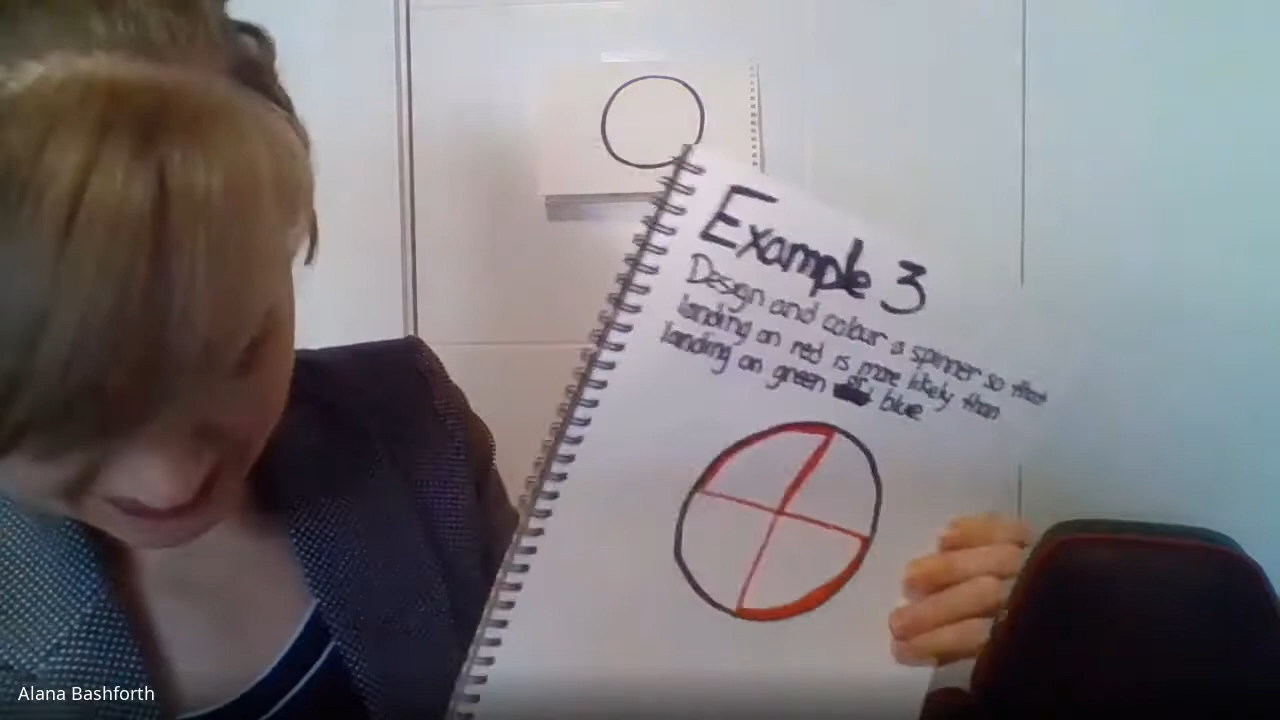 Example 3
Design and colour a spinner so that
landing on red is more likely than
landing on green or blue
Alana Bashforth